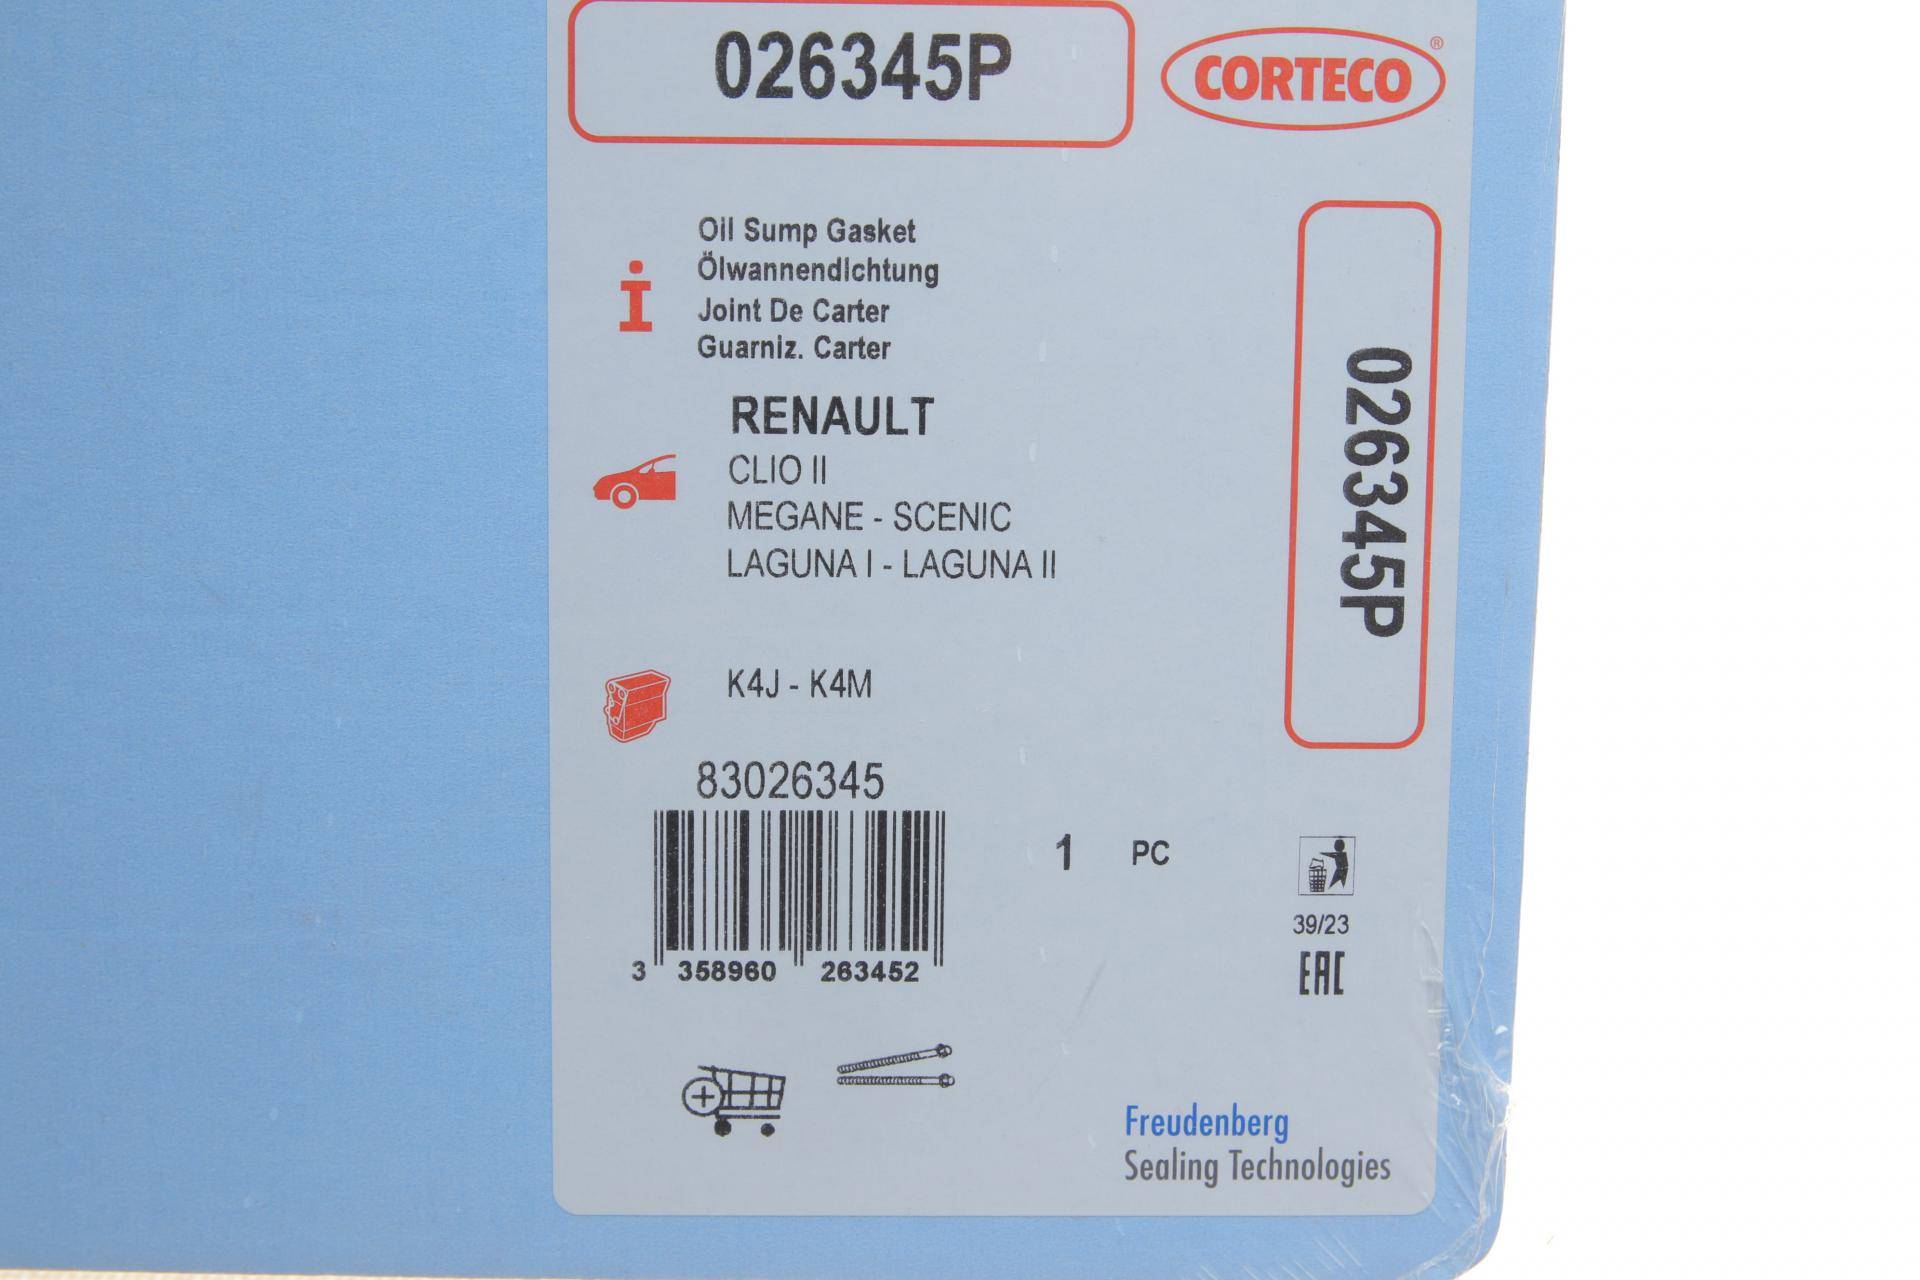 026345P
CORTECO ®
Oil Sump Gasket
Ölwannendichtung
Joint De Carter
Guarniz. Carter
RENAULT
CLIO II
MEGANE - SCENIC
LAGUNA I - LAGUNA II
026345P
K4J - K4M
83026345
3 358960 263452
1 PC
39/23
EAC
Freudenberg
Sealing Technologies